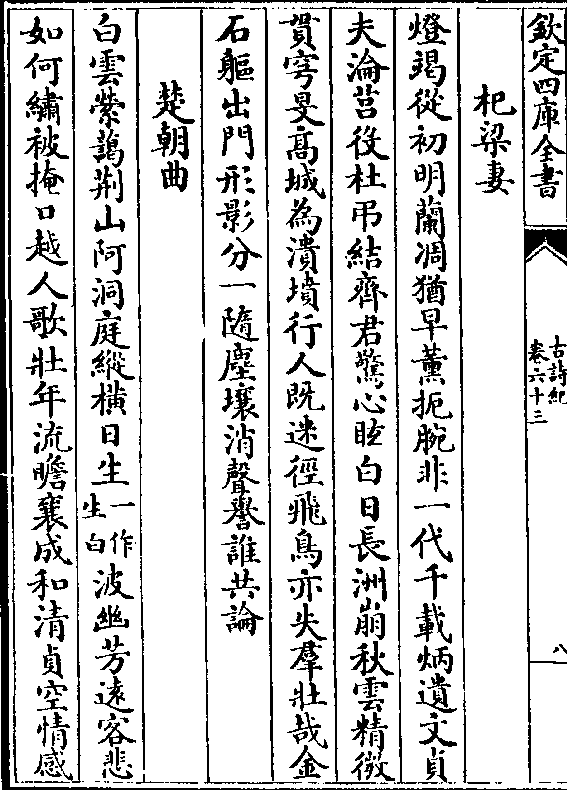 欽定四庫全書
古詩紀
卷六十三
八
杞梁妻
燈竭從初明蘭凋猶早薰扼腕非一代千載炳遺文貞
夫淪莒役杜弔結齊君驚心眩白日長洲崩秋雲精微
貫穹旻高城為潰墳行人既迷徑飛鳥亦失羣壯哉金
石軀出門形影分一隨塵壤消聲譽誰共論
楚朝曲
白雲縈藹荆山阿洞庭縱橫日生一作生白波幽芳遠客悲
如何繡被掩口越人歌壯年流瞻襄成和清貞空情感